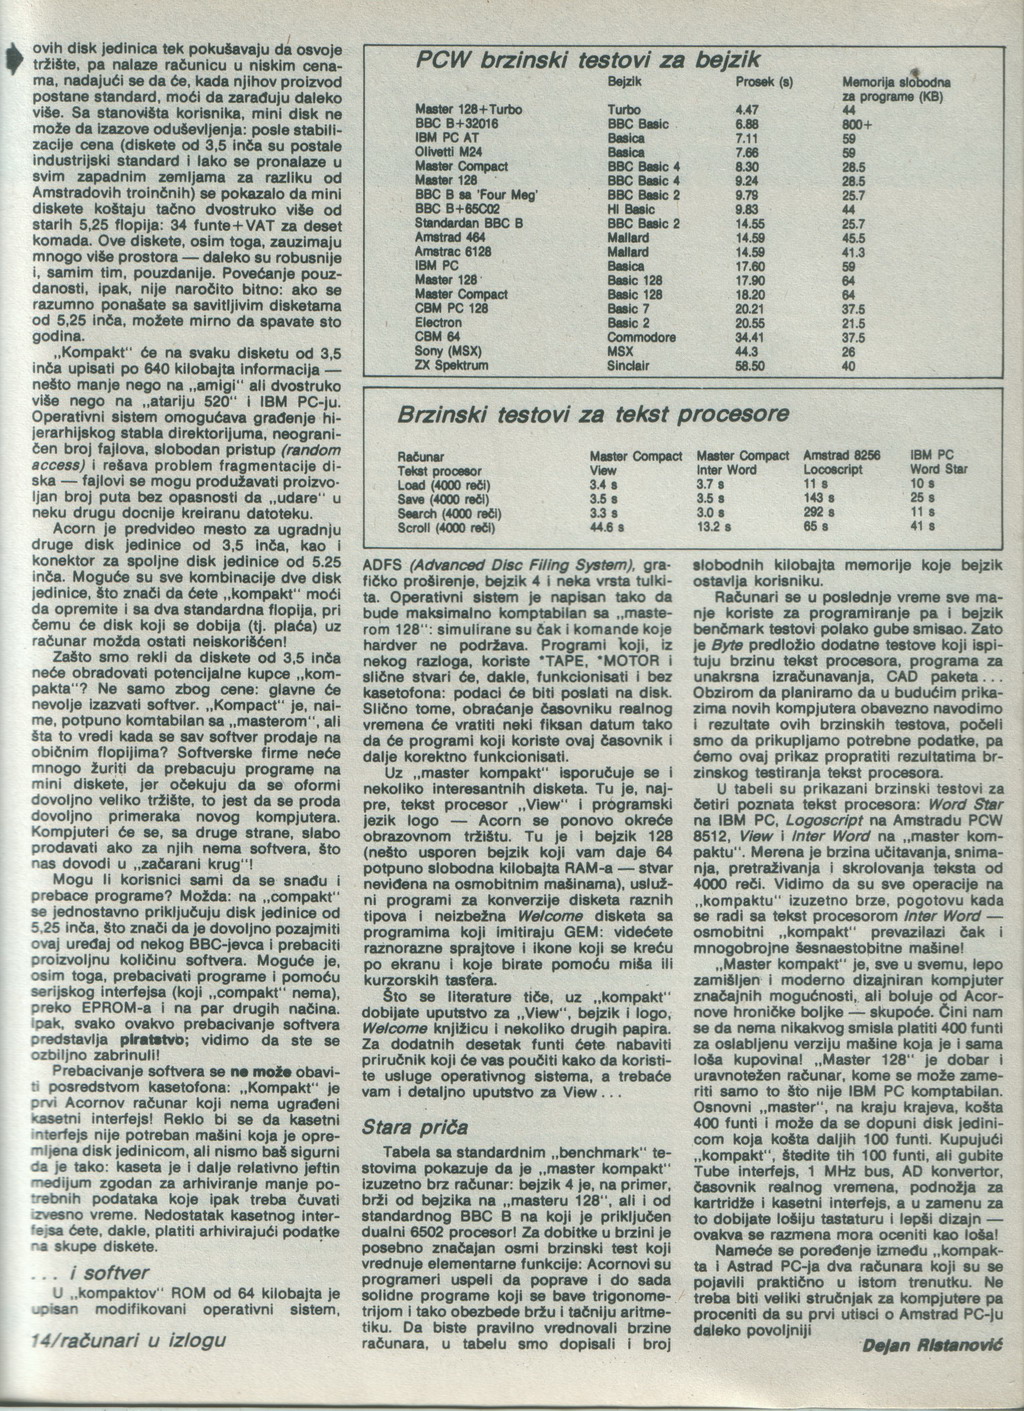 ovih disk jedinica tek pokušavaju da osvoje
tržište, pa nalaze računicu u niskim cena-
ma, nadajući se da će, kada njihov proizvod
postane standard, moći da zarađuju daleko
više. Sa stanovišta korisnika, mini disk ne
može da izazove oduševljenja: posle stabili-
zacije cena (diskete od 3,5 inča su postale
industrijski standard i lako se pronalaze u
svim zapadnim zemljama za razliku od
Amstradovih troinčnih) se pokazalo da mini
diskete koštaju tačno dvostruko više od
starih 5,25 flopija: 34 funte+VAT za deset
komada. Ove diskete, osim toga, zauzimaju
mnogo više prostora — daleko su robusnije
i, samim tim, pouzdanije. Povećanje pouz-
danosti, ipak, nije naročito bitno: ako se
razumno ponašate sa savitljivim disketama
od 5,25 inča, možete mirno da spavate sto
godina.
„Kompakt“ će na svaku disketu od 3,5
inča upisati po 640 kilobajta informacija —
nešto manje nego na „amigi“ ali dvostruko
više nego na „atariju 520“ i IBM PC-ju.
Operativni sistem omogućava građenje hi-
jerarhijskog stabla direktorijuma, neograni-
čen broj fajlova, slobodan pristup (random
access) i rešava problem fragmentacije di-
ska — fajlovi se mogu produžavati proizvo-
ljan broj puta bez opasnosti da „udare“ u
neku drugu docnije kreiranu datoteku.
Acorn je predvideo mesto za ugradnju
druge disk jedinice od 3,5 inča, kao i
konektor za spoljne disk jedinice od 5.25
inča. Moguće su sve kombinacije dve disk
jedinice, što znači da ćete „kompakt“ moći
da opremite i sa dva standardna flopija, pri
čemu će disk koji se dobija (tj. plaća) uz
računar možda ostati neiskorišćen!
Zašto smo rekli da diskete od 3,5 inča
neće obradovati potencijalne kupce „kom-
pakta“? Ne samo zbog cene: glavne će
nevolje izazvati softver. „Kompact“ je, nai-
me, potpuno komtabilan sa „masterom“, ali
šta to vredi kada se sav softver prodaje na
običnim flopijima? Softverske firme neće
mnogo žuriti da prebacuju programe na
mini diskete, jer očekuju da se oformi
dovoljno veliko tržište, to jest da se proda
dovoljno primeraka novog kompjutera.
Kompjuteri će se, sa druge strane, slabo
prodavati ako za njih nema softvera, što
nas dovodi u „začarani krug“!
Mogu li korisnici sami da se snađu i
prebace programe? Možda: na „compakt“
se jednostavno priključuju disk jedinice od
5,25 inča, što znači da je dovoljno pozajmiti
ovaj uređaj od nekog BBC-jevca i prebaciti
proizvoljnu količinu softvera. Moguće je,
osim toga, prebacivati programe i pomoću
serijskog interfejsa (koji „compakt“ nema),
preko EPROM-a i na par drugih načina.
Ipak, svako ovakvo prebacivanje softvera
predstavlja piratstvo; vidimo da ste se
ozbiljno zabrinuli!
Prebacivanje softvera se ne može obavi-
ti posredstvom kasetofona: „Kompakt“ je
prvi Acornov računar koji nema ugrađeni
kasetni interfejs! Reklo bi se da kasetni
interfejs nije potreban mašini koja je opre-
mljena disk jedinicom, ali nismo baš sigurni
da je tako: kaseta je i dalje relativno jeftin
medijum zgodan za arhiviranje manje po-
trebnih podataka koje ipak treba čuvati
izvesno vreme. Nedostatak kasetnog inter-
fejsa ćete, dakle, platiti arhivirajući podatke
na skupe diskete.
... i softver
U „kompaktov“ ROM od 64 kilobajta je
upisan modifikovani operativni sistem,
14/računari u izlogu
PCW brzinski testovi za bejzik
Bejzik Prosek (s) Memorija slobodna
za programe (KB)
Master 128+Turbo Turbo 4.47 44
BBC B+32016 BBC Basic 6.88 800+
IBM PC AT Basica 7.11 59
Olivetti M24 Basica 7.66 59
Master Compact BBC Basic 4 8.30 28.5
Master 128 BBC Basic 4 9.24 28.5
BBC B sa 'Four Meg' BBC Basic 2 9.79 25.7
BBC B+65C02 HI Basic 9.83 44
Standardan BBC B BBC Basic 2 14.55 25.7
Amstrad 464 Mallard 14.59 45.5
Amstrac 6128 Mallard 14.59 41.3
IBM PC Basica 17.60 59
Master 128 Basic 128 17.90 64
Master Compact Basic 128 18.20 64
CBM PC 128 Basic 7 20.21 37.5
Electron Basic 2 20.55 21.5
CBM 64 Commodore 34.41 37.5
Sony (MSX) MSX 44.3 26
ZX Spektrum Sinclair 58.50 40
Brzinski testovi za tekst procesore
Računar Master Compact Master Compact Amstrad 8256 IBM PC
Tekst procesor View Inter Word Locoscript Word Star
Load (4000 reči) 3.4 s 3.7 s 11 s 10 s
Save (4000 reči) 3.5 s 3.5 s 143 s 25 s
Search (4000 reči) 3.3 s 3.0 s 292 s 11 s
Scroll (4000 reči) 44.6 s 13.2 s 65 s 41 s
ADFS (Advanced Disc Filing System), gra-
fičko proširenje, bejzik 4 i neka vrsta tulki-
ta. Operativni sistem je napisan tako da
bude maksimalno komptabilan sa „maste-
rom 128“: simulirane su čak i komande koje
hardver ne podržava. Programi koji, iz
nekog razloga, koriste *TAPE, *MOTOR i
slične stvari će, dakle, funkcionisati i bez
kasetofona: podaci će biti poslati na disk.
Slično tome, obraćanje časovniku realnog
vremena će vratiti neki fiksan datum tako
da će programi koji koriste ovaj časovnik i
dalje korektno funkcionisati.
Uz „master kompakt“ isporučuje se i
nekoliko interesantnih disketa. Tu je, naj-
pre, tekst procesor „View“ i programski
jezik logo — Acorn se ponovo okreće
obrazovnom tržištu. Tu je i bejzik 128
(nešto usporen bejzik koji vam daje 64
potpuno slobodna kilobajta RAM-a — stvar
neviđena na osmobitnim mašinama), usluž-
ni programi za konverzije disketa raznih
tipova i neizbežna Welcome disketa sa
programima koji imitiraju GEM: videćete
raznorazne sprajtove i ikone koji se kreću
po ekranu i koje birate pomoću miša ili
kurzorskih tastera.
Što se literature tiče, uz „kompakt“
dobijate uputstvo za „View“, bejzik i logo,
Welcome knjižicu i nekoliko drugih papira.
Za dodatnih desetak funti ćete nabaviti
priručnik koji će vas poučiti kako da koristi-
te usluge operativnog sistema, a trebaće
vam i detaljno uputstvo za View...
Stara priča
Tabela sa standardnim „benchmark“ te-
stovima pokazuje da je „master kompakt“
izuzetno brz računar: bejzik 4 je, na primer,
brži od bejzika na „masteru 128“, ali i od
standardnog BBC B na koji je priključen
dualni 6502 procesor! Za dobitke u brzini je
posebno značajan osmi brzinski test koji
vrednuje elementarne funkcije: Acornovi su
programeri uspeli da poprave i do sada
solidne programe koji se bave trigonome-
trijom i tako obezbede bržu i tačniju aritme-
tiku. Da biste pravilno vrednovali brzine
računara, u tabelu smo dopisali i broj
slobodnih kilobajta memorije koje bejzik
ostavlja korisniku.
Računari se u poslednje vreme sve ma-
nje koriste za programiranje pa i bejzik
benčmark testovi polako gube smisao. Zato
je Byte predložio dodatne testove koji ispi-
tuju brzinu tekst procesora, programa za
unakrsna izračunavanja, CAD paketa...
Obzirom da planiramo da u budućim prika-
zima novih kompjutera obavezno navodimo
i rezultate ovih brzinskih testova, počeli
smo da prikupljamo potrebne podatke, pa
ćemo ovaj prikaz propratiti rezultatima br-
zinskog testiranja tekst procesora.
U tabeli su prikazani brzinski testovi za
četiri poznata tekst procesora: Word Star
na IBM PC, Logoscript na Amstradu PCW
8512, View i Inter Word na „master kom-
paktu“. Merena je brzina učitavanja, snima-
nja, pretraživanja i skrolovanja teksta od
4000 reči. Vidimo da su sve operacije na
„kompaktu“ izuzetno brze, pogotovu kada
se radi sa tekst procesorom Inter Word —
osmobitni „kompakt“ prevazilazi čak i
mnogobrojne šesnaestobitne mašine!
„Master kompakt“ je, sve u svemu, lepo
zamišljen i moderno dizajniran kompjuter
značajnih mogućnosti, ali boluje od Acor-
nove hroničke boljke — skupoće. Čini nam
se da nema nikakvog smisla platiti 400 funti
za oslabljenu verziju mašine koja je i sama
loša kupovina! „Master 128“ je dobar i
uravnotežen računar, kome se može zame-
riti samo to što nije IBM PC komptabilan.
Osnovni „master“, na kraju krajeva, košta
400 funti i može da se dopuni disk jedini-
com koja košta daljih 100 funti. Kupujući
„kompakt“, štedite tih 100 funti, ali gubite
Tube interfejs, 1 MHz bus, AD konvertor,
časovnik realnog vremena, podnožja za
kartridže i kasetni interfejs, a u zamenu za
to dobijate lošiju tastaturu i lepši dizajn —
ovakva se razmena mora oceniti kao loša!
Nameće se poređenje između „kompak-
ta i Astrad PC-ja dva računara koji su se
pojavili praktično u istom trenutku. Ne
treba biti veliki stručnjak za kompjutere pa
proceniti da su prvi utisci o Amstrad PC-ju
daleko povoljniji
Dejan Ristanović